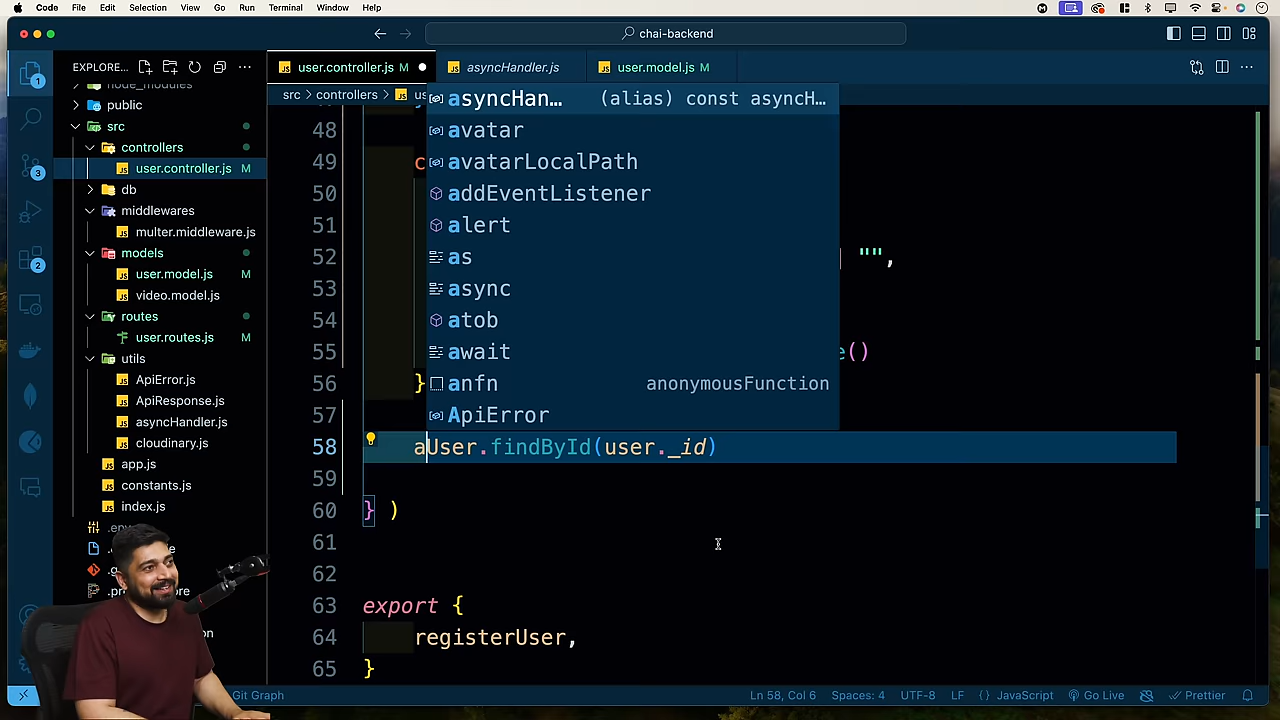 Code File Edit Selection View Go Run Terminal Window Help
chai-backend
EXPLORE...
user.controller.js M
asyncHandler.js
user.model.js M
src > controllers >
node_modules
public
src
controllers
user.controller.js M
db
middlewares
multer.middleware.js
models
user.model.js M
video.model.js
routes
user.routes.js M
utils
ApiError.js
ApiResponse.js
asyncHandler.js
cloudinary.js
app.js
constants.js
index.js
1
3
2
asyncHan... (alias) const asyncH...
avatar
avatarLocalPath
addEventListener
alert
as
async
atob
await
anfn anonymousFunction
ApiError
48
49 c
50
51
52 "",
53
54
55 e()
56 }
57
58 aUser.findById(user._id)
59
60 } )
61
62
63 export {
64 registerUser,
65 }
Git Graph
Ln 58, Col 6 Spaces: 4 UTF-8 LF {} JavaScript Go Live Prettier